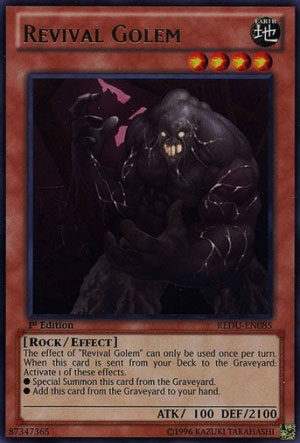 Revival Golem
EARTH
地
1st Edition
REDU-EN085
[Rock/Effect]
The effect of "Revival Golem" can only be used once per turn.
When this card is sent from your Deck to the Graveyard:
Activate 1 of these effects.
● Special Summon this card from the Graveyard.
● Add this card from the Graveyard to your hand.
ATK/ 100 DEF/2100
87347365
©1996 KAZUKI TAKAHASHI